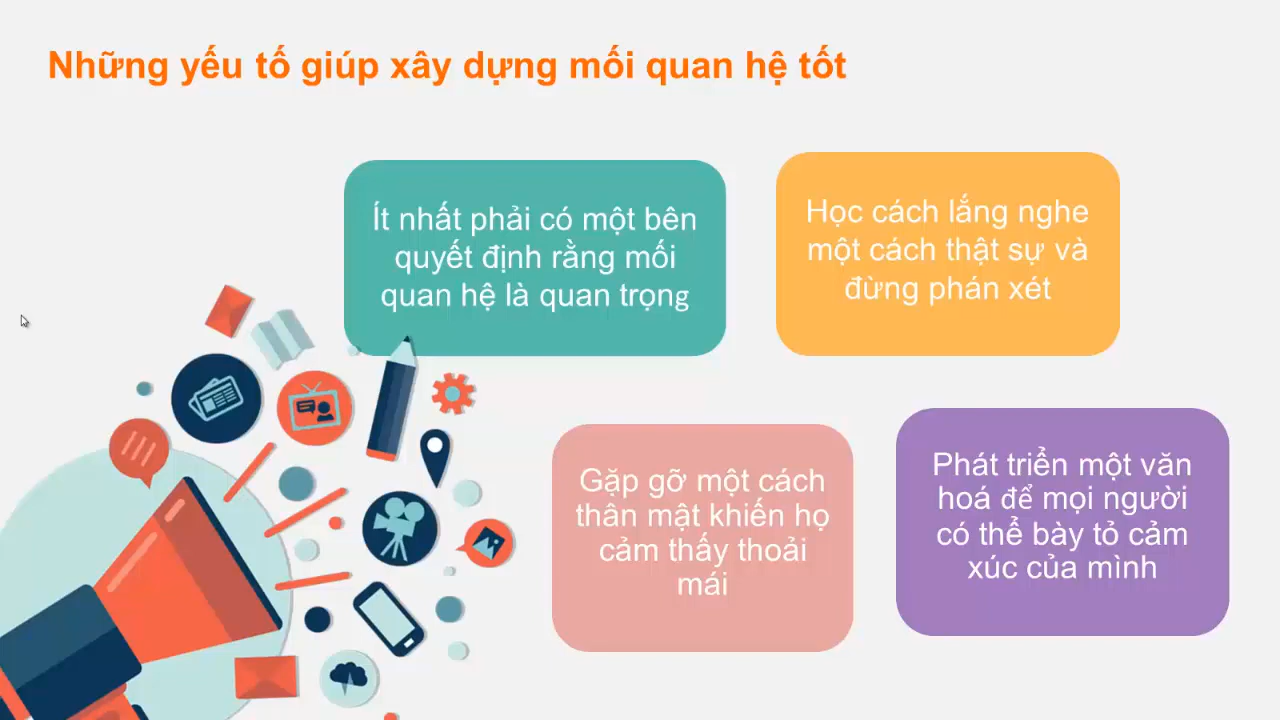 Những yếu tố giúp xây dựng mối quan hệ tốt
Ít nhất phải có một bên
quyết định rằng mối
quan hệ là quan trọng
Học cách lắng nghe
một cách thật sự và
đừng phán xét
Gặp gỡ một cách
thân mật khiến họ
cảm thấy thoải
mái
Phát triển một văn
hoá để mọi người
có thể bày tỏ cảm
xúc của mình